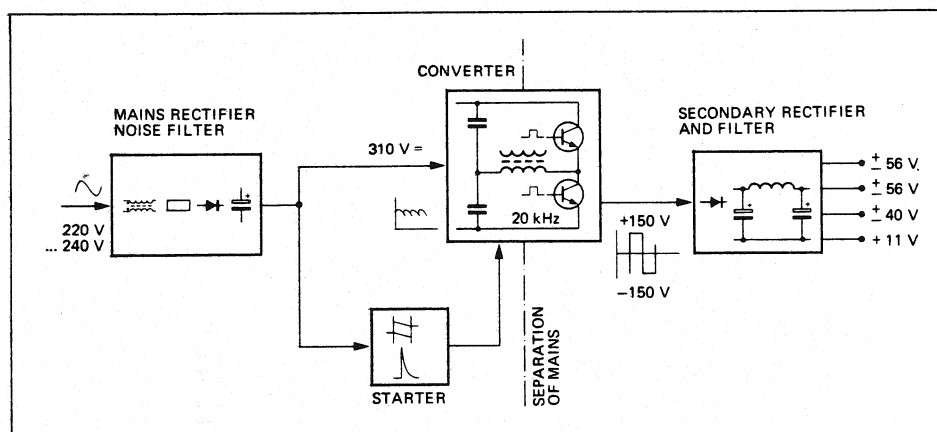 MAINS RECTIFIER
NOISE FILTER
220 V
... 240 V
310 V =
CONVERTER
20 kHz
STARTER
SEPARATION
OF MAINS
+150 V
−150 V
SECONDARY RECTIFIER
AND FILTER
± 56 V
± 56 V
± 40 V
+ 11 V